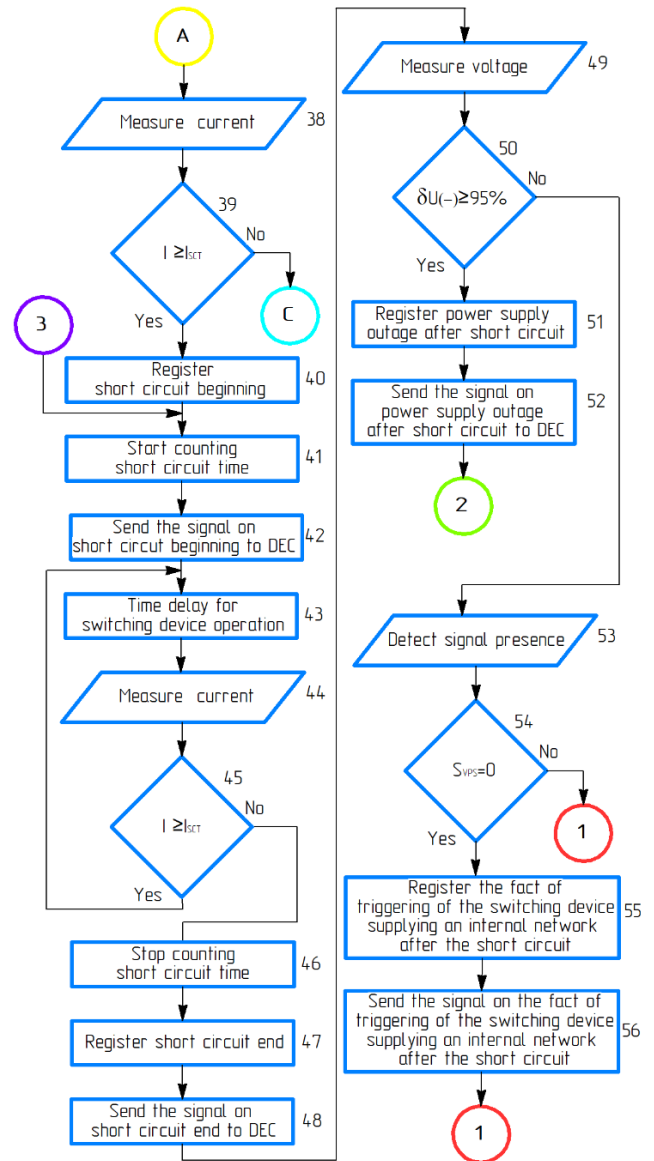 A
Measure current
38
39
I ≥ISCT
No
C
Yes
3
Register
short circuit beginning
40
Start counting
short circuit time
41
Send the signal on
short circut beginning to DEC
42
Time delay for
switching device operation
43
Measure current
44
45
I ≥ISCT
No
Yes
Stop counting
short circuit time
46
Register short circuit end
47
Send the signal on
short circuit end to DEC
48
Measure voltage
49
50
δU(-)≥95%
No
Yes
Register power supply
outage after short circuit
51
Send the signal on
power supply outage
after short circuit to DEC
52
2
Detect signal presence
53
54
SVPS=0
No
1
Yes
Register the fact of
triggering of the switching device
supplying an internal network
after the short circuit
55
Send the signal on the fact of
triggering of the switching device
supplying an internal network
after the short circuit
56
1